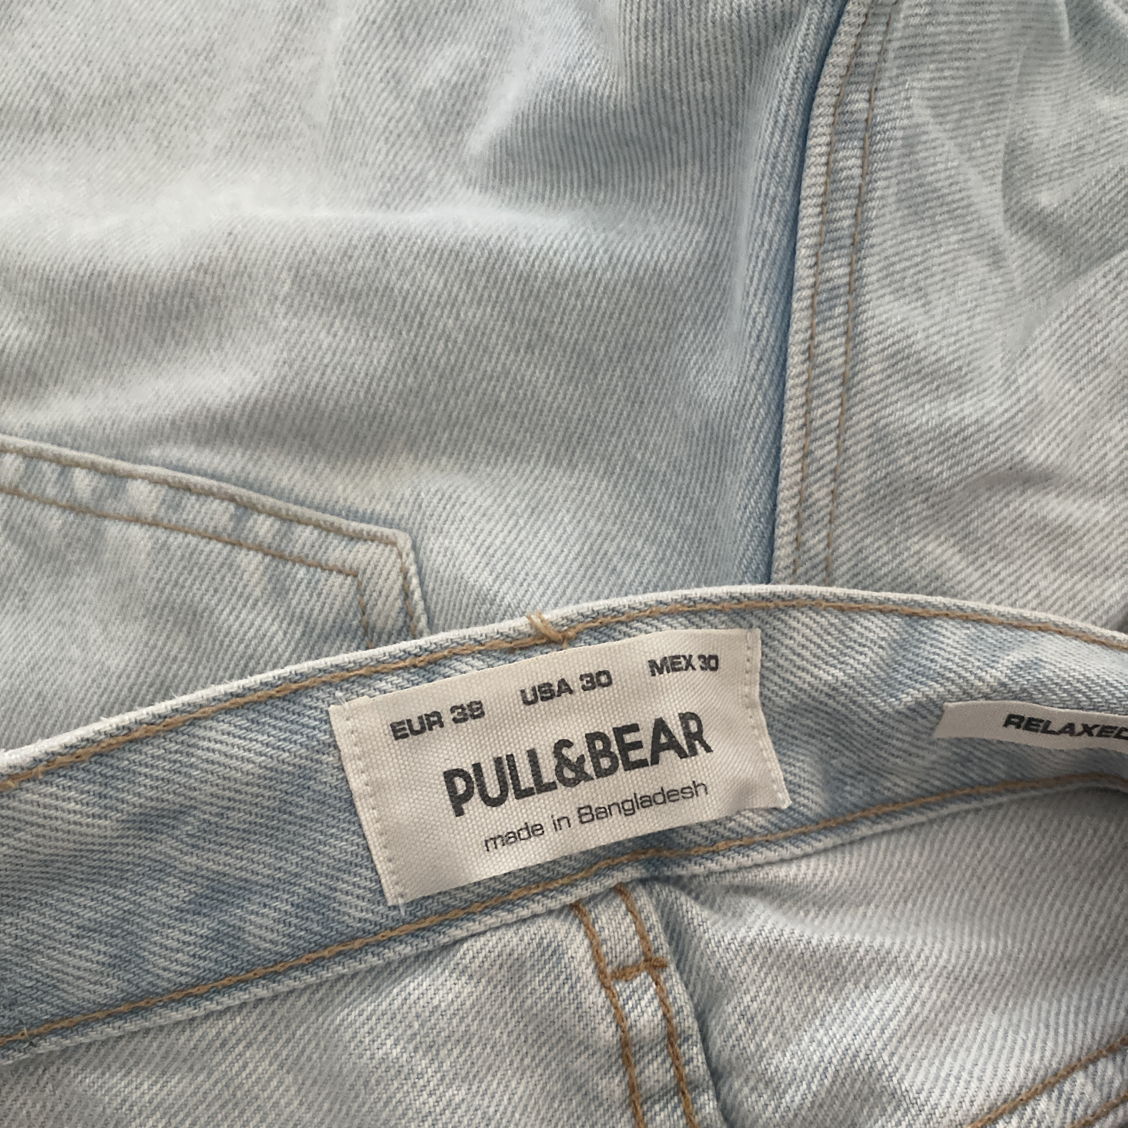 EUR 38 USA 30 MEX 30
PULL&BEAR
made in Bangladesh
RELAXED